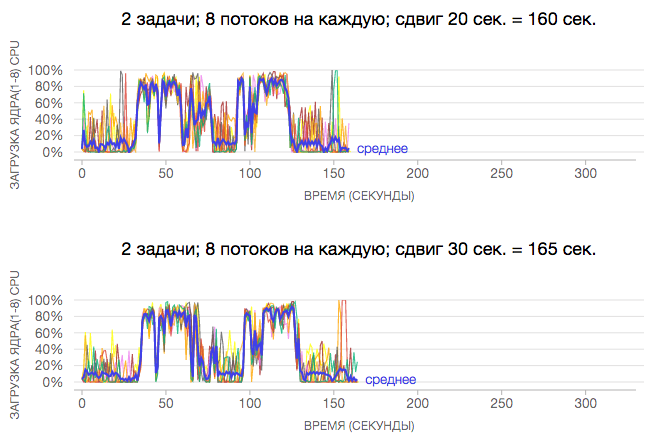 2 задачи; 8 потоков на каждую; сдвиг 20 сек. = 160 сек.
ЗАГРУЗКА ЯДРА(1-8) CPU
100%
80%
60%
40%
20%
0%
среднее
0 50 100 150 200 250 300
ВРЕМЯ (СЕКУНДЫ)
2 задачи; 8 потоков на каждую; сдвиг 30 сек. = 165 сек.
ЗАГРУЗКА ЯДРА(1-8) CPU
100%
80%
60%
40%
20%
0%
среднее
0 50 100 150 200 250 300
ВРЕМЯ (СЕКУНДЫ)